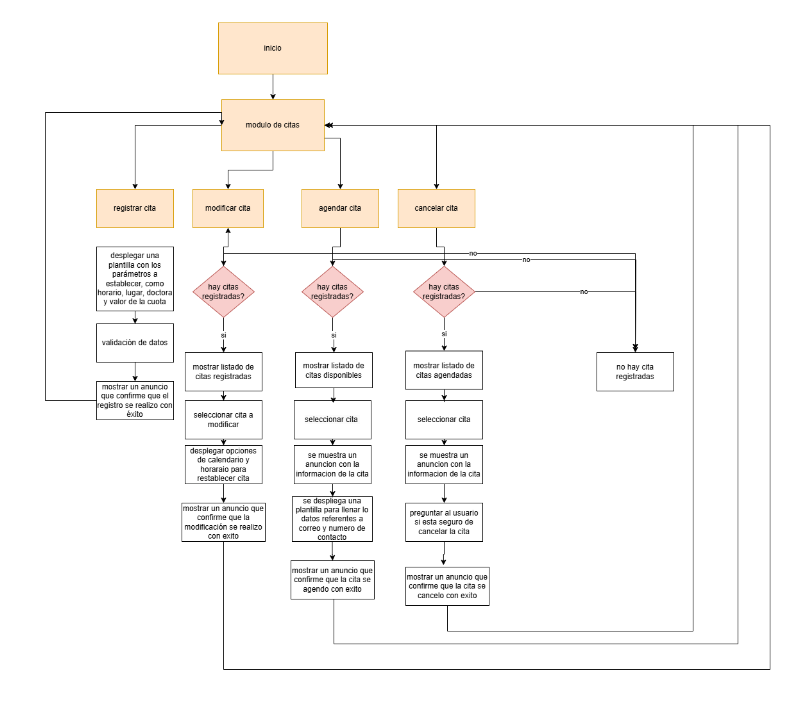 inicio
modulo de citas
registrar cita
modificar cita
agendar cita
cancelar cita
desplegar una
plantilla con los
parámetros a
establecer, como
horario, lugar, doctora
y valor de la cuota
validación de datos
mostrar un anuncio
que confirme que el
registro se realizo con
éxito
hay citas
registradas?
si
mostrar listado de
citas registradas
seleccionar cita a
modificar
desplegar opciones
de calendario y
horaraio para
restablecer cita
mostrar un anuncio que
confirme que la
modificación se realizo
con exito
hay citas
registradas?
si
mostrar listado de
citas disponibles
seleccionar cita
se muestra un
anuncion con la
informacion de la cita
se despliega una
plantilla para llenar lo
datos referentes a
correo y numero de
contacto
mostrar un anuncio que
confirme que la cita se
agendo con exito
hay citas
registradas?
si
mostrar listado de
citas agendadas
seleccionar cita
se muestra un
anuncion con la
informacion de la cita
preguntar al usuario
si esta seguro de
cancelar la cita
mostrar un anuncio que
confirme que la cita se
cancelo con exito
no
no
no
no hay cita
registradas